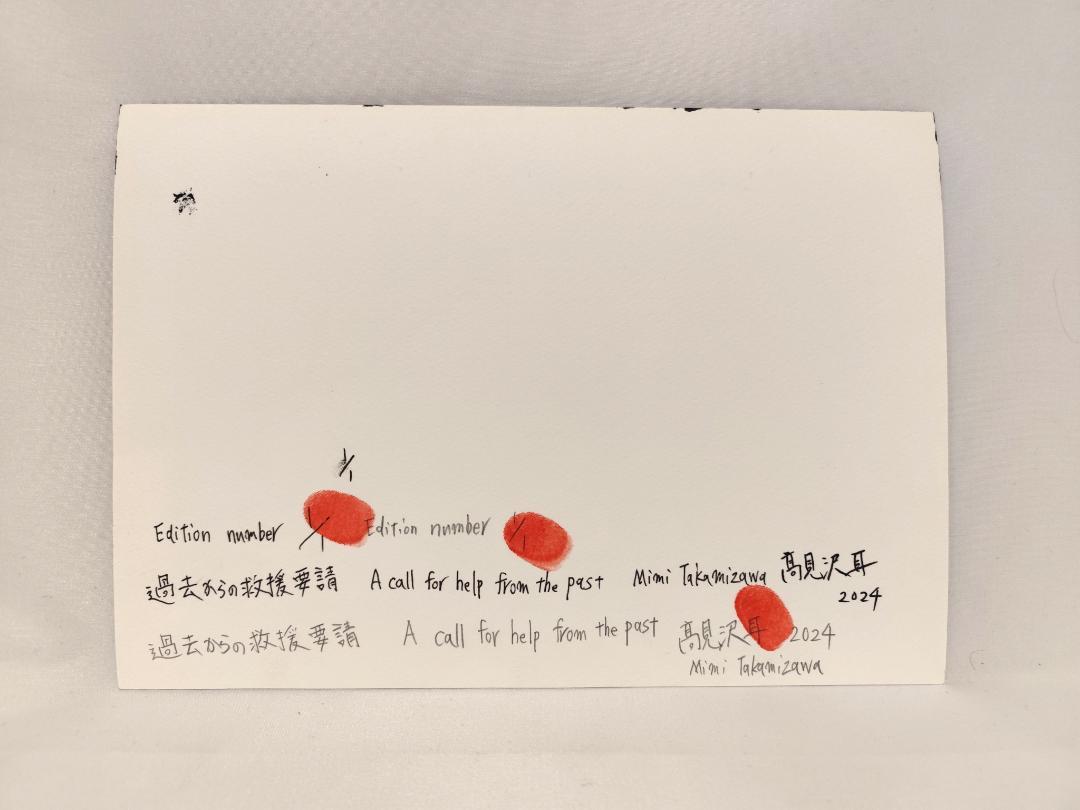 1/1
Edition number 1/1 Edition number 1/1
過去からの救援要請 A call for help from the past Mimi Takamizawa 髙見沢耳
2024
過去からの救援要請 A call for help from the past 髙見沢耳 2024
Mimi Takamizawa